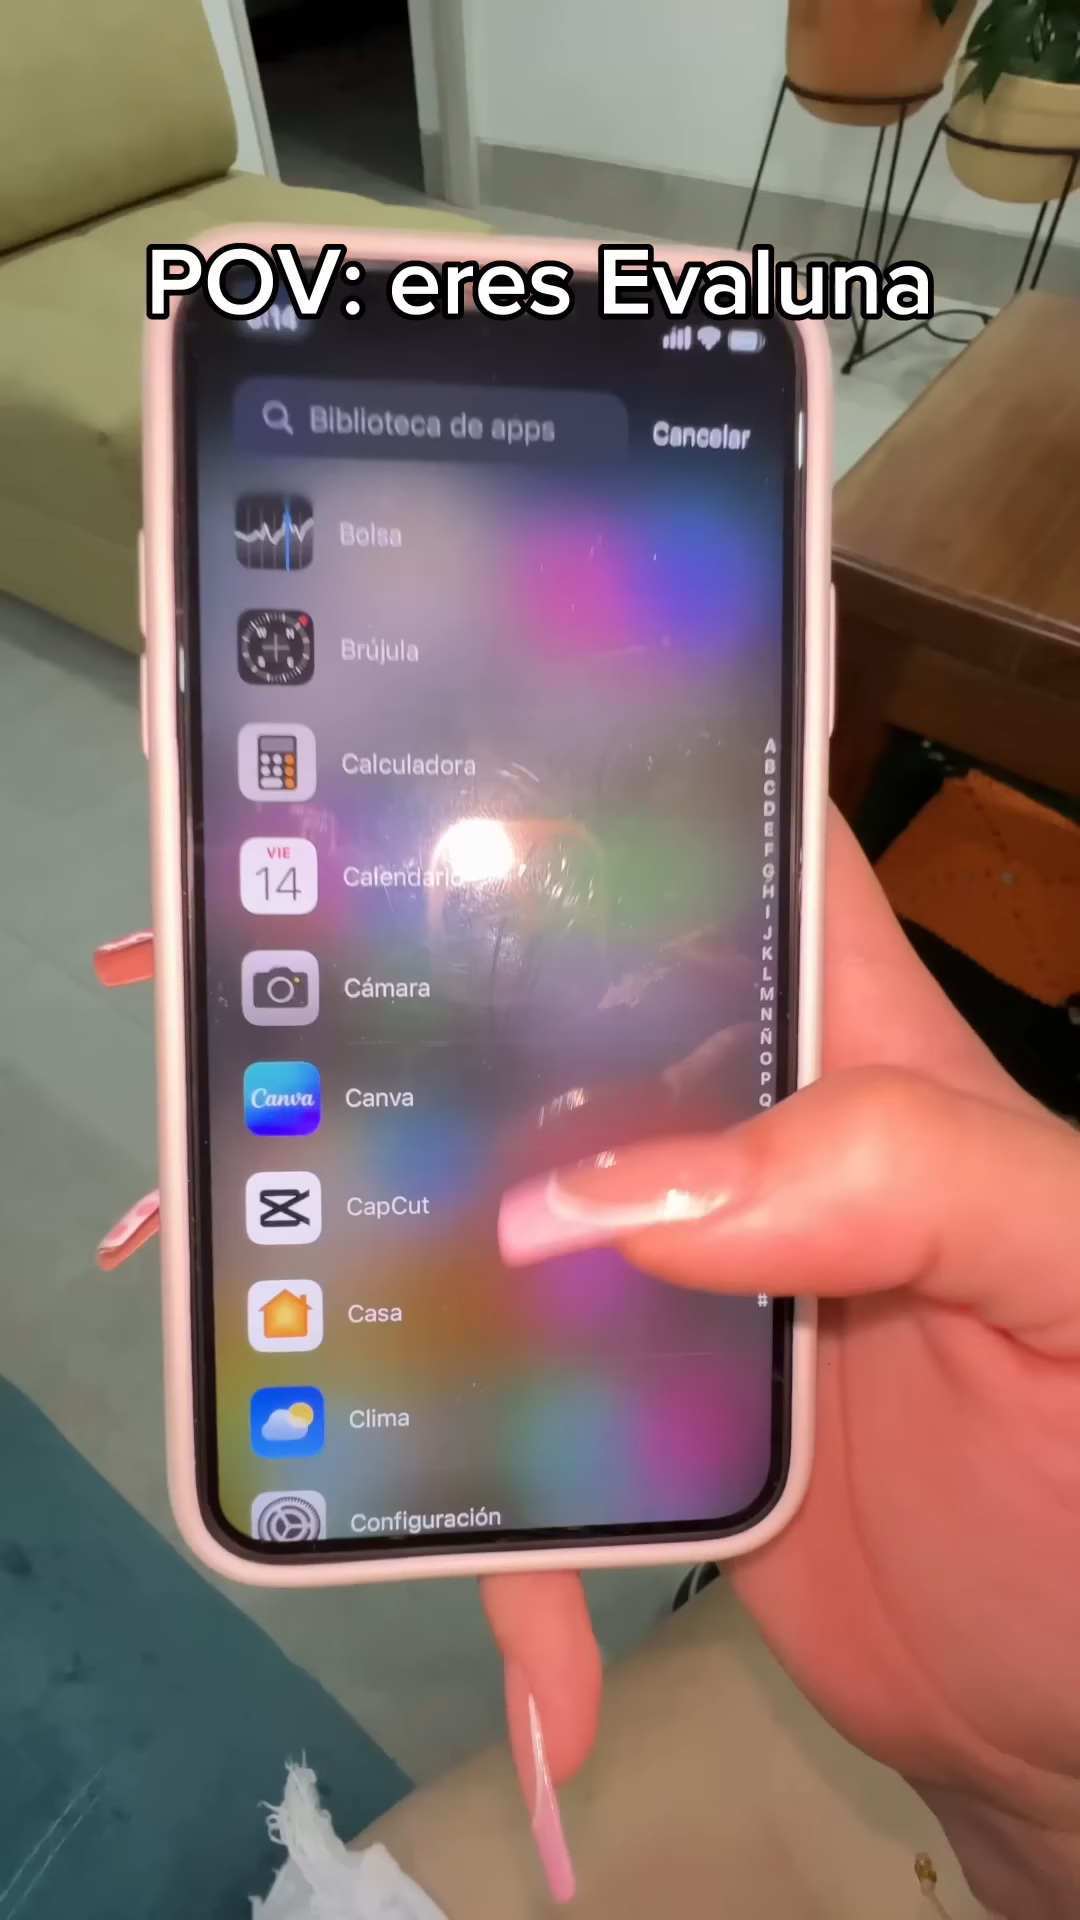 POV: eres Evaluna
Biblioteca de apps
Cancelar
Bolsa
Brújula
Calculadora
VIE
14
Calendario
Cámara
Canva
Canva
CapCut
Casa
Clima
Configuración
A
B
C
D
E
F
G
H
I
J
K
L
M
N
Ñ
O
P
Q
#